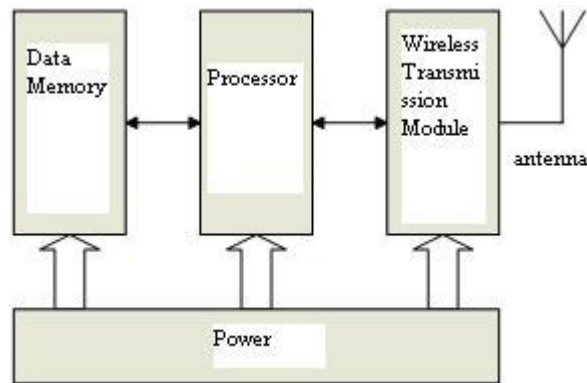 Data
Memory
Processor
Wireless
Transmi
ssion
Module
antenna
Power